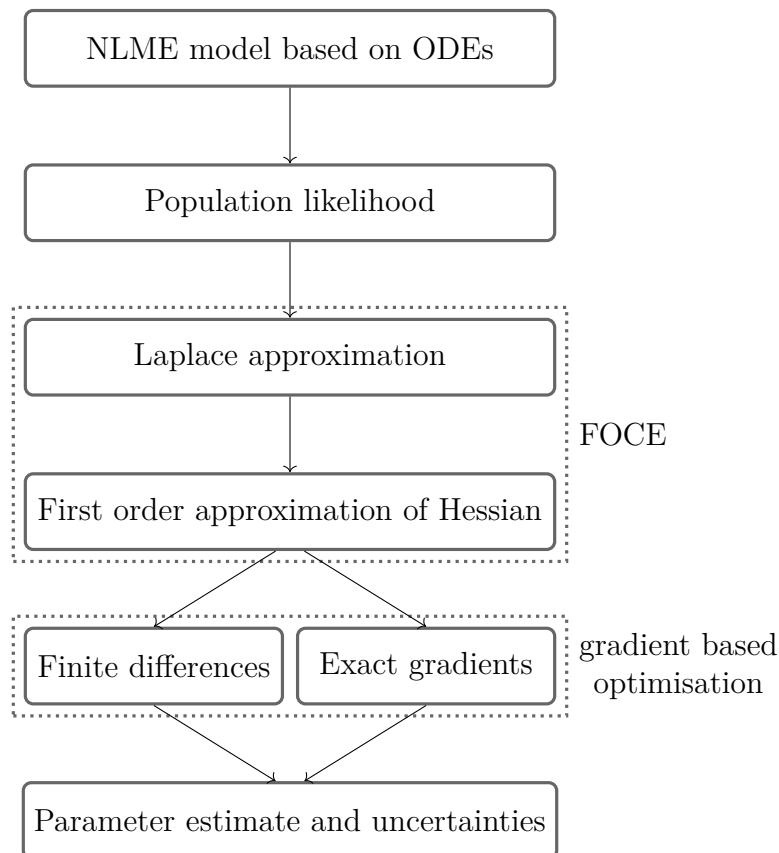 NLME model based on ODEs
Population likelihood
Laplace approximation
FOCE
First order approximation of Hessian
Finite differences
Exact gradients
gradient based
optimisation
Parameter estimate and uncertainties